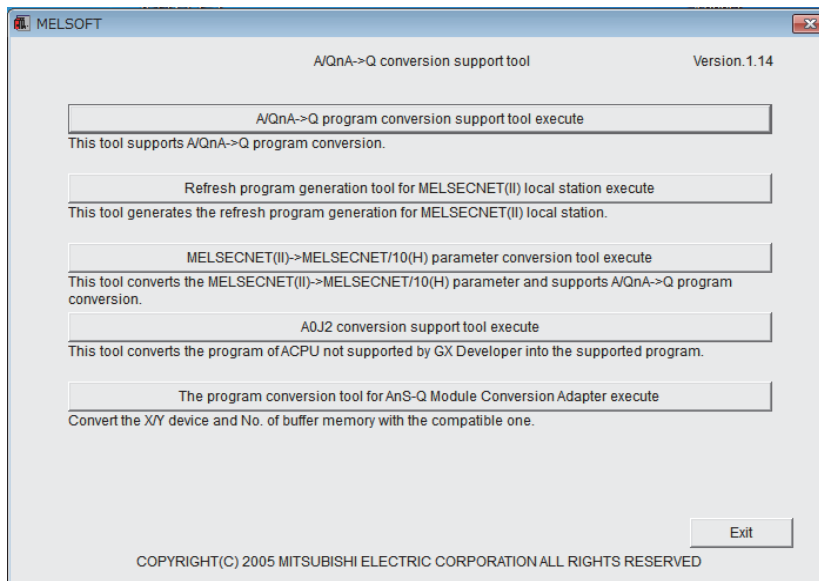 MELSOFT
A/QnA->Q conversion support tool Version.1.14
A/QnA->Q program conversion support tool execute
This tool supports A/QnA->Q program conversion.
Refresh program generation tool for MELSECNET(II) local station execute
This tool generates the refresh program generation for MELSECNET(II) local station.
MELSECNET(II)->MELSECNET/10(H) parameter conversion tool execute
This tool converts the MELSECNET(II)->MELSECNET/10(H) parameter and supports A/QnA->Q program
conversion.
A0J2 conversion support tool execute
This tool converts the program of ACPU not supported by GX Developer into the supported program.
The program conversion tool for AnS-Q Module Conversion Adapter execute
Convert the X/Y device and No. of buffer memory with the compatible one.
Exit
COPYRIGHT(C) 2005 MITSUBISHI ELECTRIC CORPORATION ALL RIGHTS RESERVED